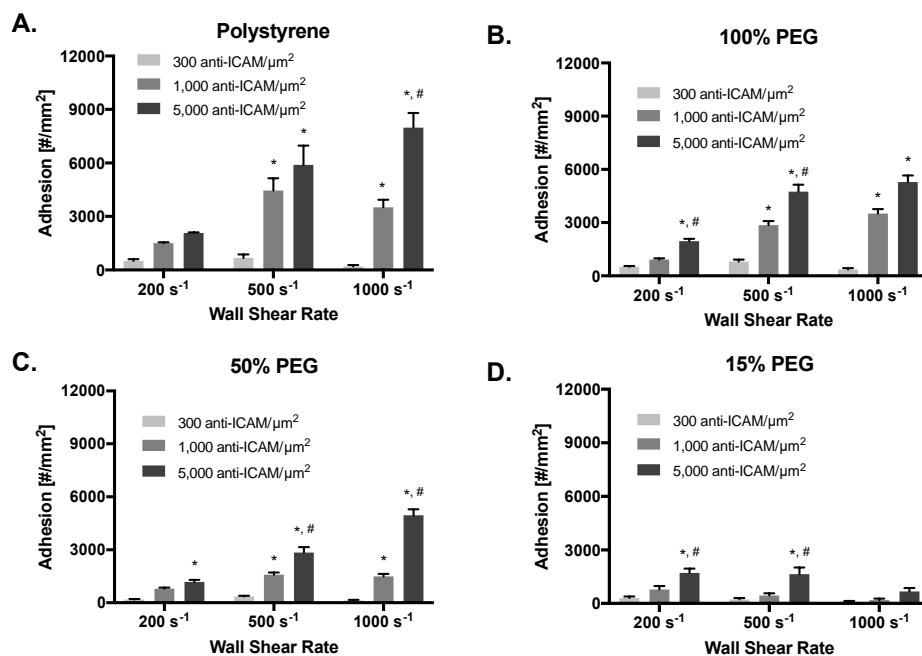 A.
Polystyrene
300 anti-ICAM/µm²
1,000 anti-ICAM/µm²
5,000 anti-ICAM/µm²
12000
9000
6000
3000
0
Adhesion [#/mm²]
*
*
*
*, #
200 s⁻¹
500 s⁻¹
1000 s⁻¹
Wall Shear Rate
B.
100% PEG
300 anti-ICAM/µm²
1,000 anti-ICAM/µm²
5,000 anti-ICAM/µm²
12000
9000
6000
3000
0
Adhesion [#/mm²]
*, #
*
*, #
*
*
200 s⁻¹
500 s⁻¹
1000 s⁻¹
Wall Shear Rate
C.
50% PEG
300 anti-ICAM/µm²
1,000 anti-ICAM/µm²
5,000 anti-ICAM/µm²
12000
9000
6000
3000
0
Adhesion [#/mm²]
*
*
*, #
*
*, #
200 s⁻¹
500 s⁻¹
1000 s⁻¹
Wall Shear Rate
D.
15% PEG
300 anti-ICAM/µm²
1,000 anti-ICAM/µm²
5,000 anti-ICAM/µm²
12000
9000
6000
3000
0
Adhesion [#/mm²]
*, #
*, #
200 s⁻¹
500 s⁻¹
1000 s⁻¹
Wall Shear Rate